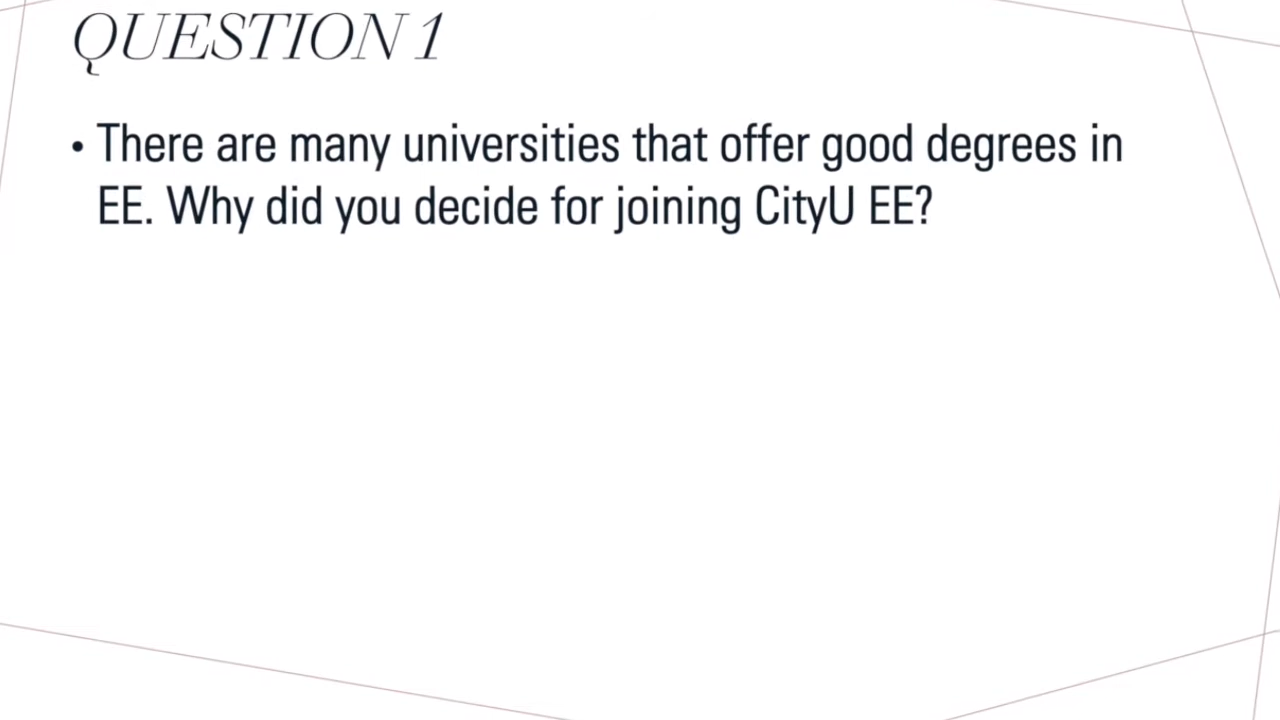 QUESTION 1
• There are many universities that offer good degrees in
EE. Why did you decide for joining CityU EE?